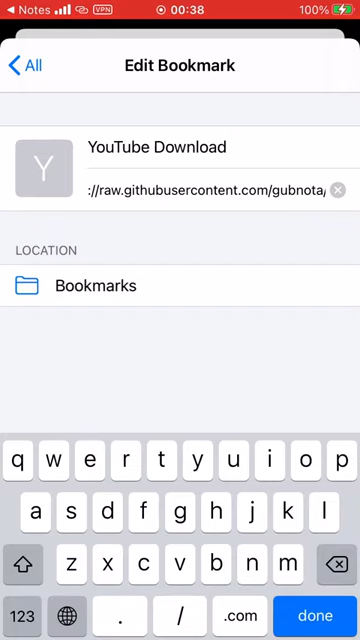 Notes VPN 00:38 100%
All Edit Bookmark
Y YouTube Download
://raw.githubusercontent.com/gubnota/
LOCATION
Bookmarks
q w e r t y u i o p
a s d f g h j k l
z x c v b n m
123 . / .com done